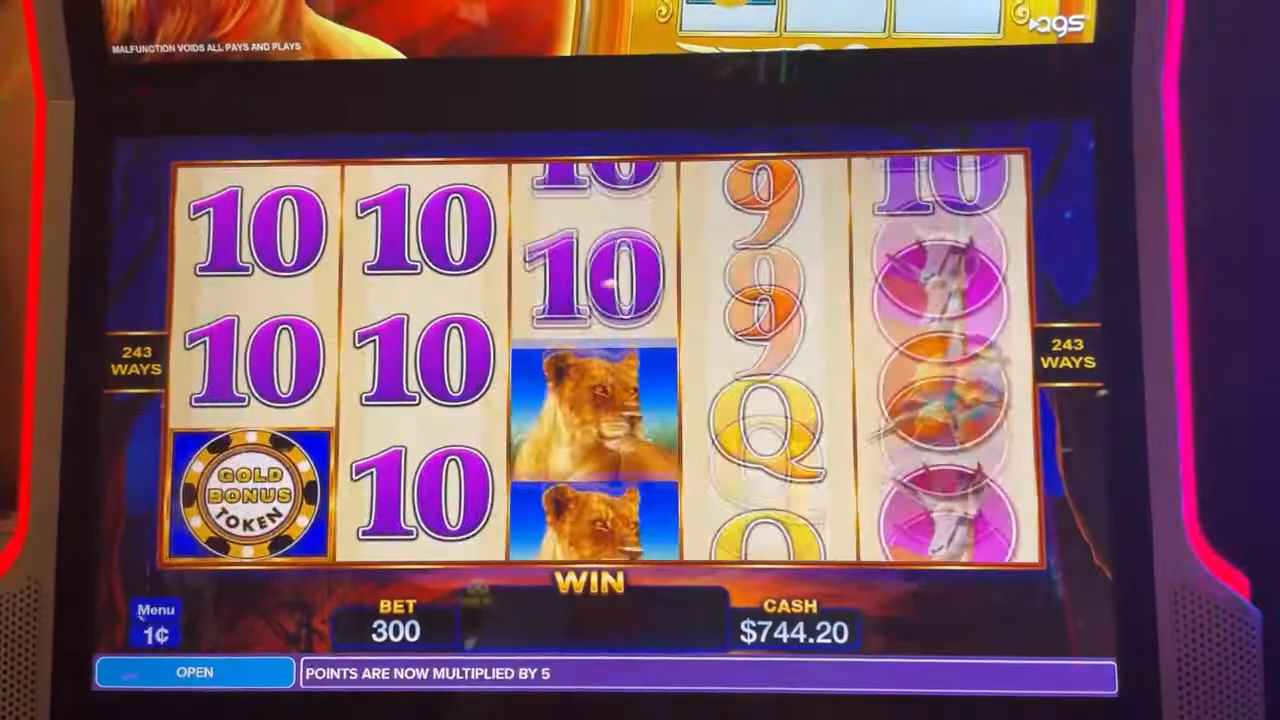 MALFUNCTION VOIDS ALL PAYS AND PLAYS
ags
10 10 10 9 10
10 10 10 9
10
GOLD BONUS TOKEN
10
Q
Q
243 WAYS
243 WAYS
WIN
Menu
1¢
BET
300
CASH
$744.20
OPEN
POINTS ARE NOW MULTIPLIED BY 5